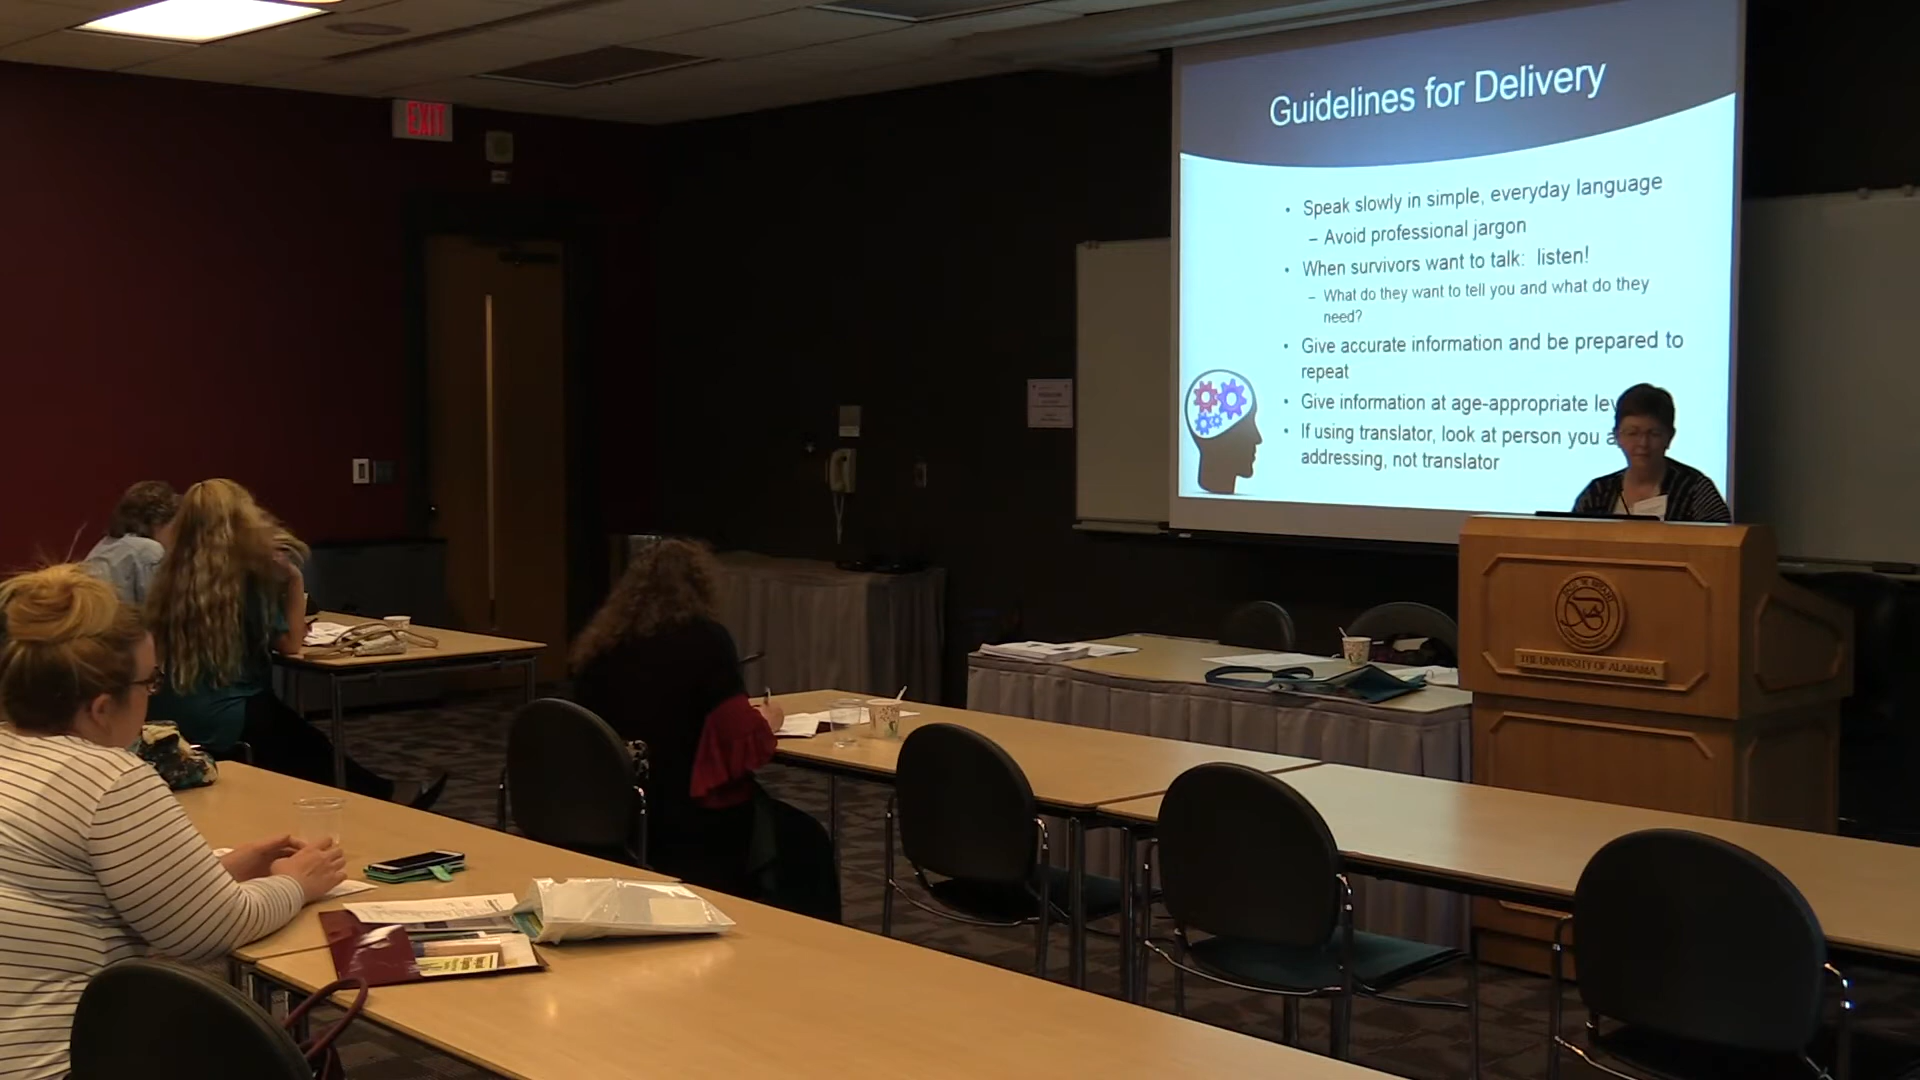 EXIT
Guidelines for Delivery
• Speak slowly in simple, everyday language
– Avoid professional jargon
• When survivors want to talk: listen!
– What do they want to tell you and what do they
need?
• Give accurate information and be prepared to
repeat
• Give information at age-appropriate
• If using translator, look at person you
addressing, not translator
THE UNIVERSITY OF ALABAMA